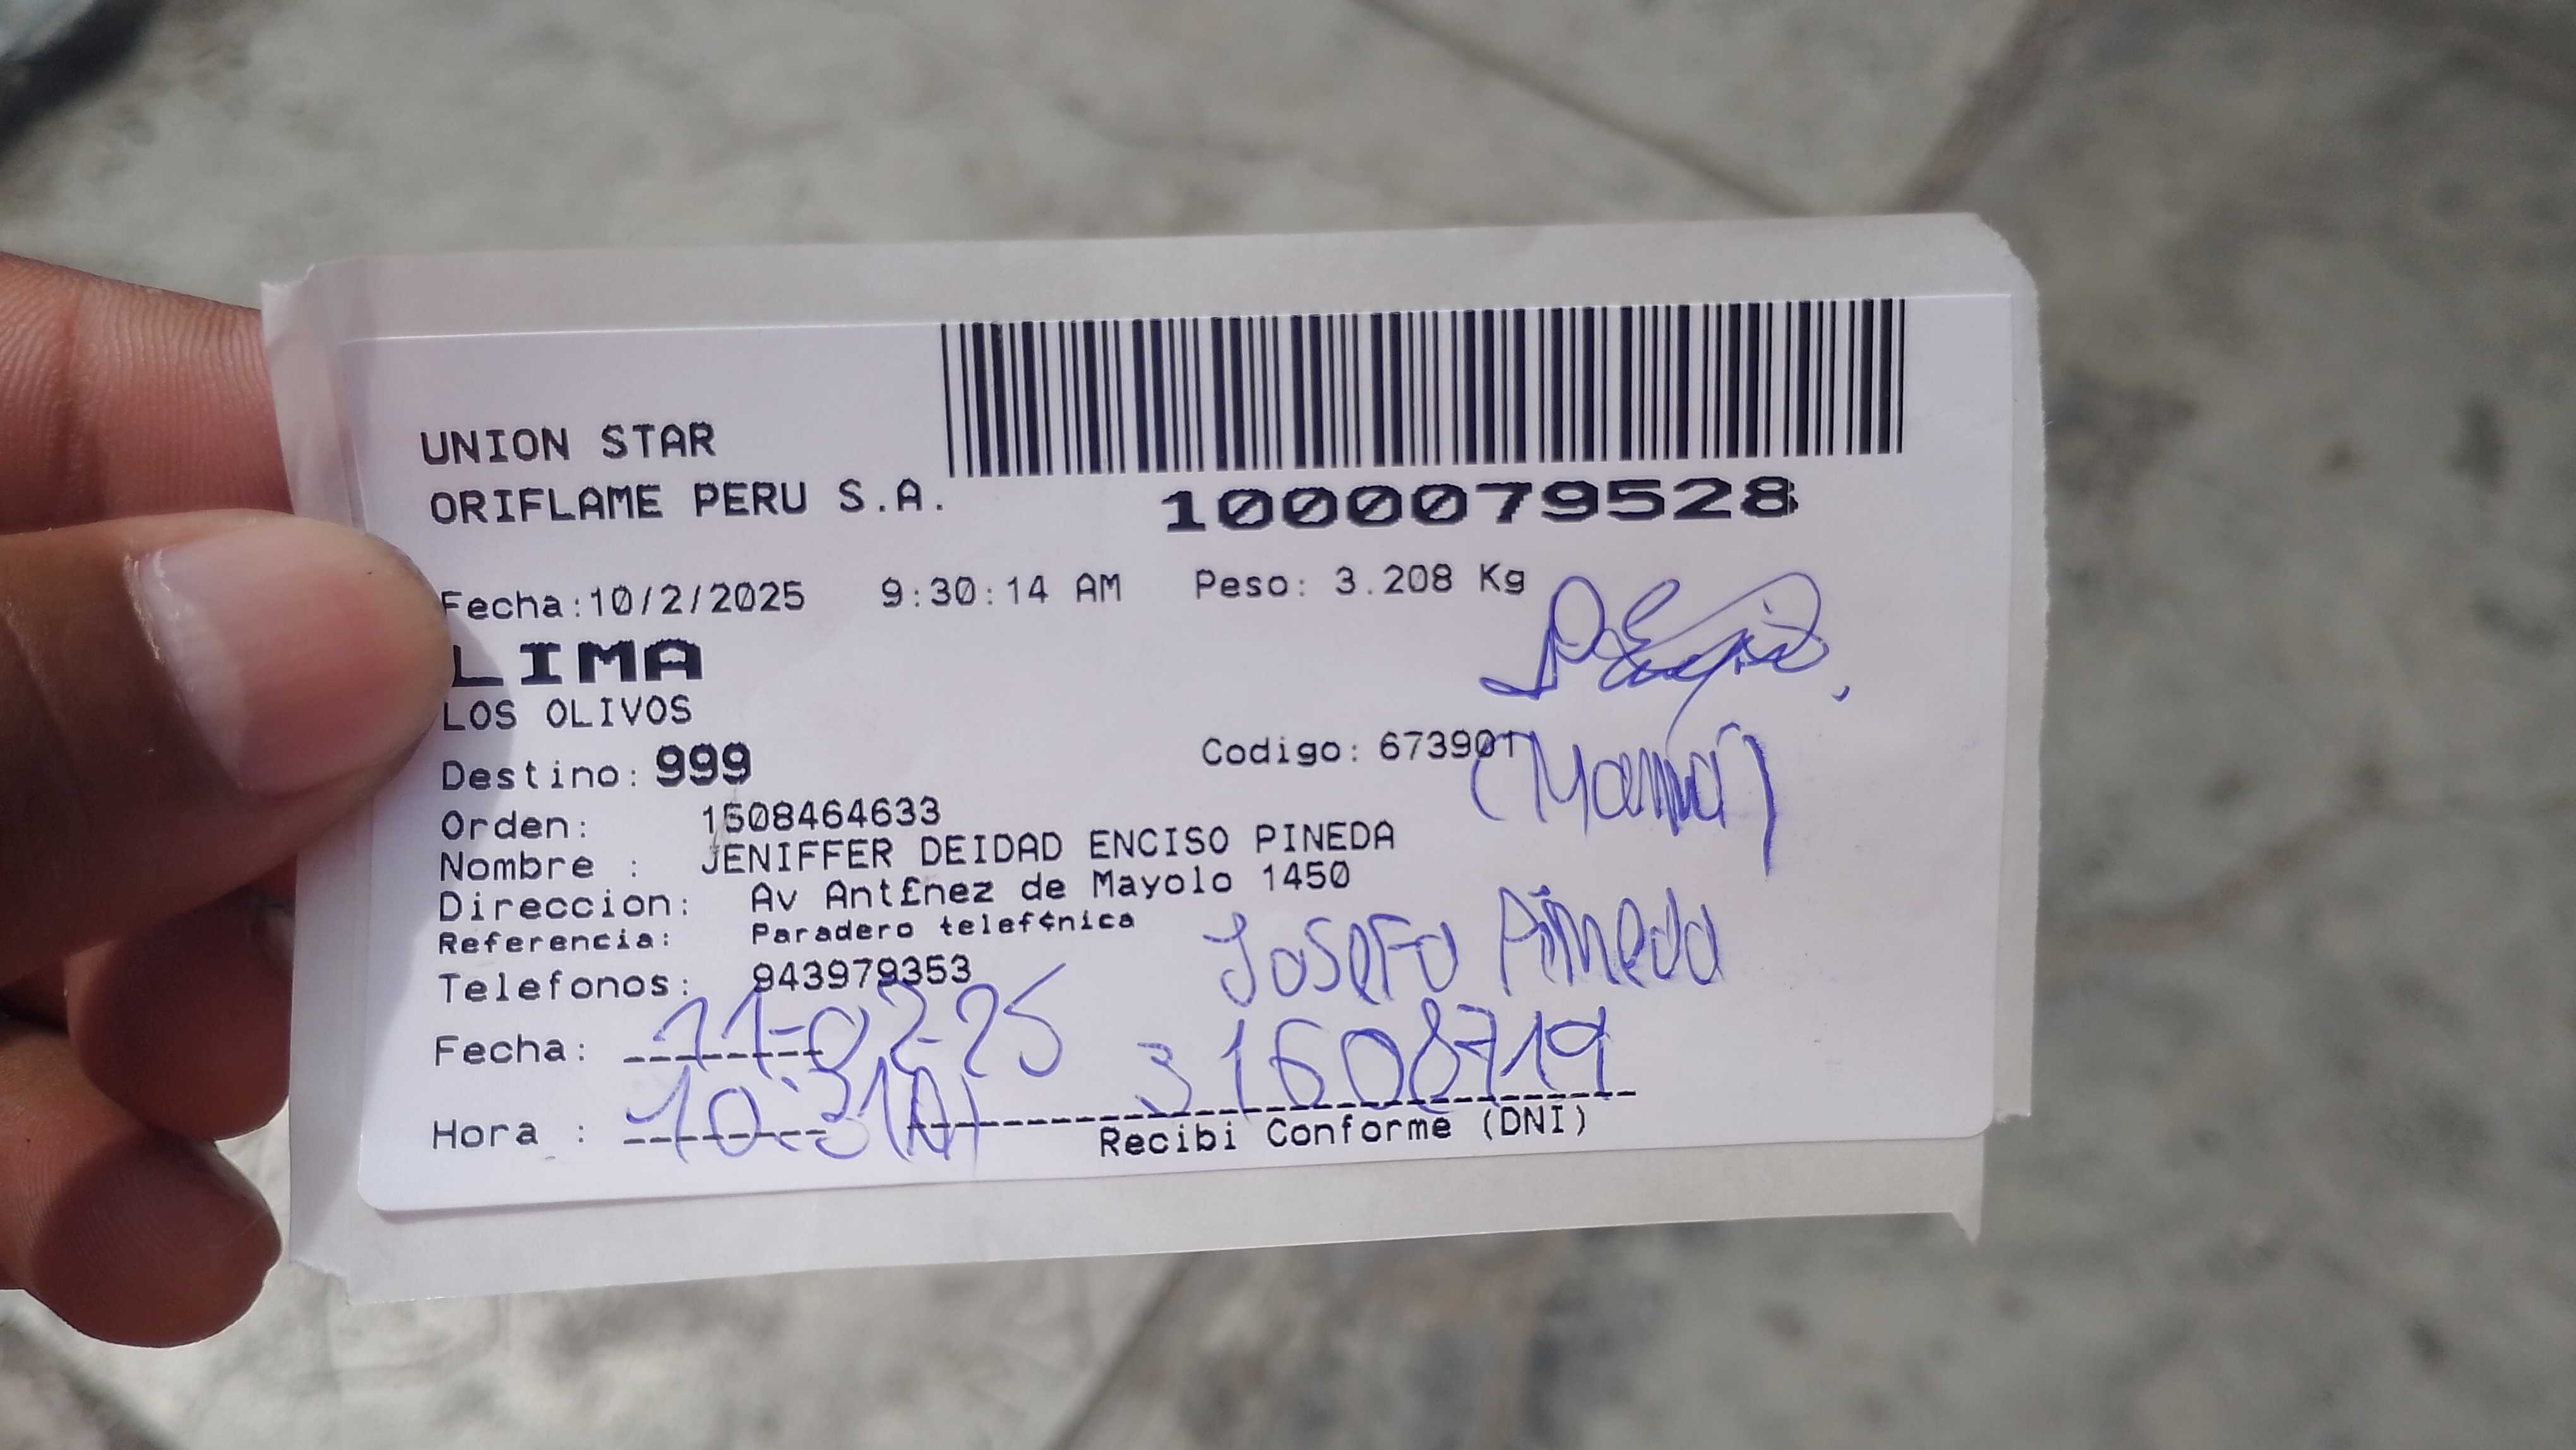 UNION STAR
ORIFLAME PERU S.A.
1000079528
Fecha:10/2/2025 9:30:14 AM Peso: 3.208 Kg
LIMA
LOS OLIVOS
Destino: 999 Codigo: 673901
(Mamá)
Orden: 1508464633
Nombre : JENIFFER DEIDAD ENCISO PINEDA
Direccion: Av Ant£nez de Mayolo 1450
Referencia: Paradero telef¢nica
Josefa Pineda
Telefonos: 943979353
Fecha: 11-02-25 31608719
Hora : 10:31
Recibi Conforme (DNI)